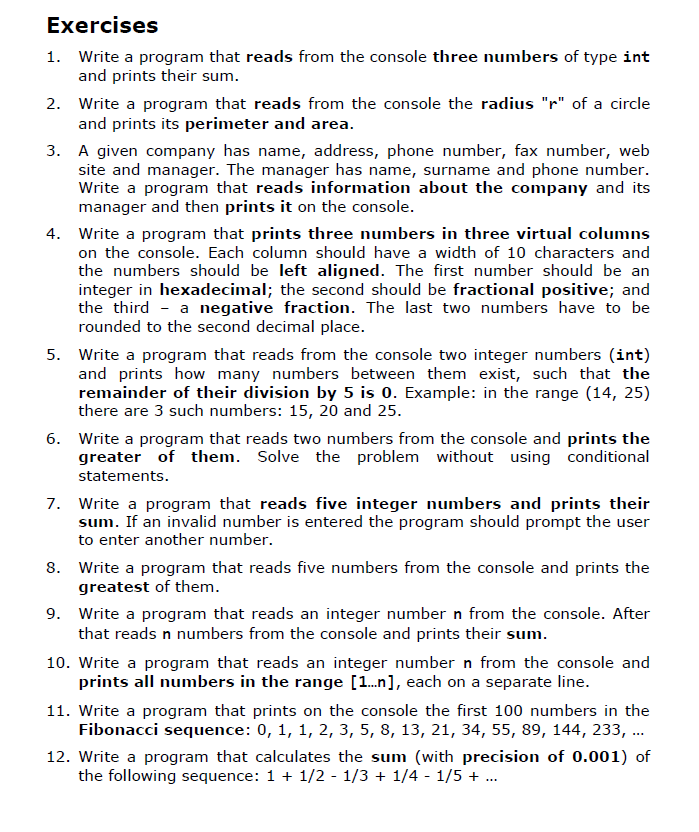 Exercises
1. Write a program that reads from the console three numbers of type int
and prints their sum.
2. Write a program that reads from the console the radius "r" of a circle
and prints its perimeter and area.
3. A given company has name, address, phone number, fax number, web
site and manager. The manager has name, surname and phone number.
Write a program that reads information about the company and its
manager and then prints it on the console.
4. Write a program that prints three numbers in three virtual columns
on the console. Each column should have a width of 10 characters and
the numbers should be left aligned. The first number should be an
integer in hexadecimal; the second should be fractional positive; and
the third – a negative fraction. The last two numbers have to be
rounded to the second decimal place.
5. Write a program that reads from the console two integer numbers (int)
and prints how many numbers between them exist, such that the
remainder of their division by 5 is 0. Example: in the range (14, 25)
there are 3 such numbers: 15, 20 and 25.
6. Write a program that reads two numbers from the console and prints the
greater of them. Solve the problem without using conditional
statements.
7. Write a program that reads five integer numbers and prints their
sum. If an invalid number is entered the program should prompt the user
to enter another number.
8. Write a program that reads five numbers from the console and prints the
greatest of them.
9. Write a program that reads an integer number n from the console. After
that reads n numbers from the console and prints their sum.
10. Write a program that reads an integer number n from the console and
prints all numbers in the range [1…n], each on a separate line.
11. Write a program that prints on the console the first 100 numbers in the
Fibonacci sequence: 0, 1, 1, 2, 3, 5, 8, 13, 21, 34, 55, 89, 144, 233, …
12. Write a program that calculates the sum (with precision of 0.001) of
the following sequence: 1 + 1/2 - 1/3 + 1/4 - 1/5 + …